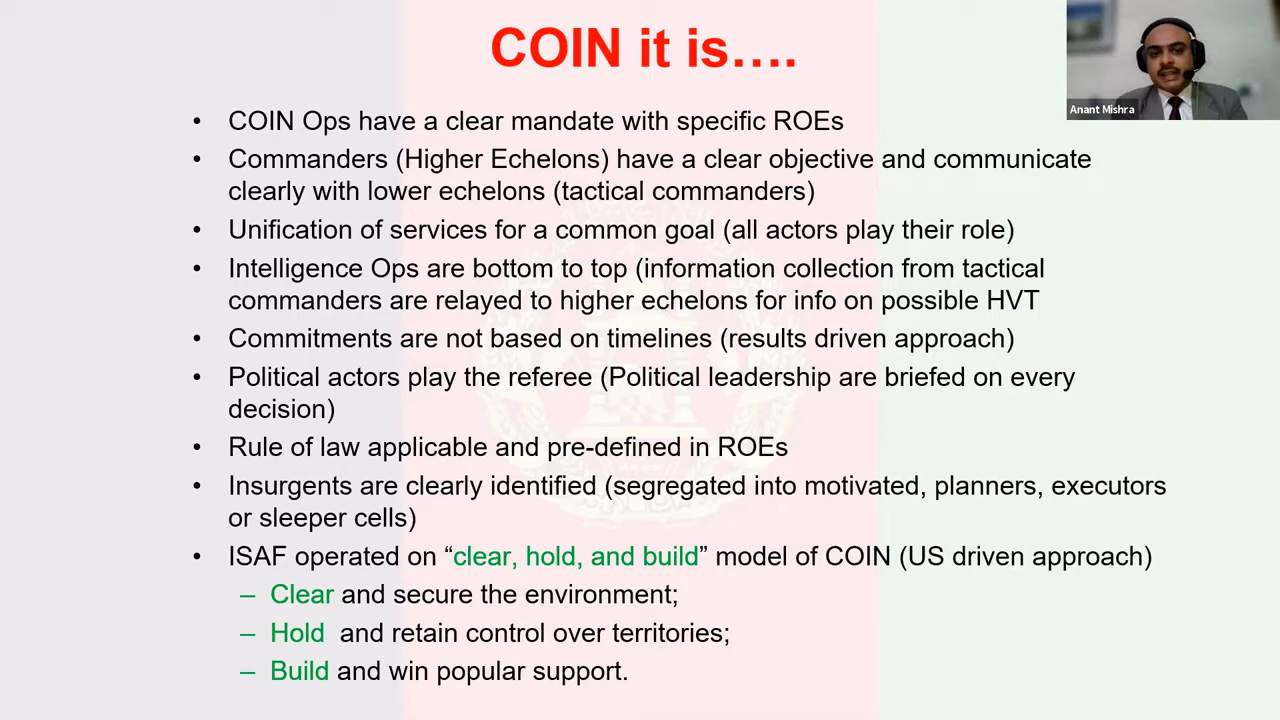 COIN it is….
Anant Mishra
• COIN Ops have a clear mandate with specific ROEs
• Commanders (Higher Echelons) have a clear objective and communicate
clearly with lower echelons (tactical commanders)
• Unification of services for a common goal (all actors play their role)
• Intelligence Ops are bottom to top (information collection from tactical
commanders are relayed to higher echelons for info on possible HVT
• Commitments are not based on timelines (results driven approach)
• Political actors play the referee (Political leadership are briefed on every
decision)
• Rule of law applicable and pre-defined in ROEs
• Insurgents are clearly identified (segregated into motivated, planners, executors
or sleeper cells)
• ISAF operated on “clear, hold, and build” model of COIN (US driven approach)
– Clear and secure the environment;
– Hold  and retain control over territories;
– Build and win popular support.